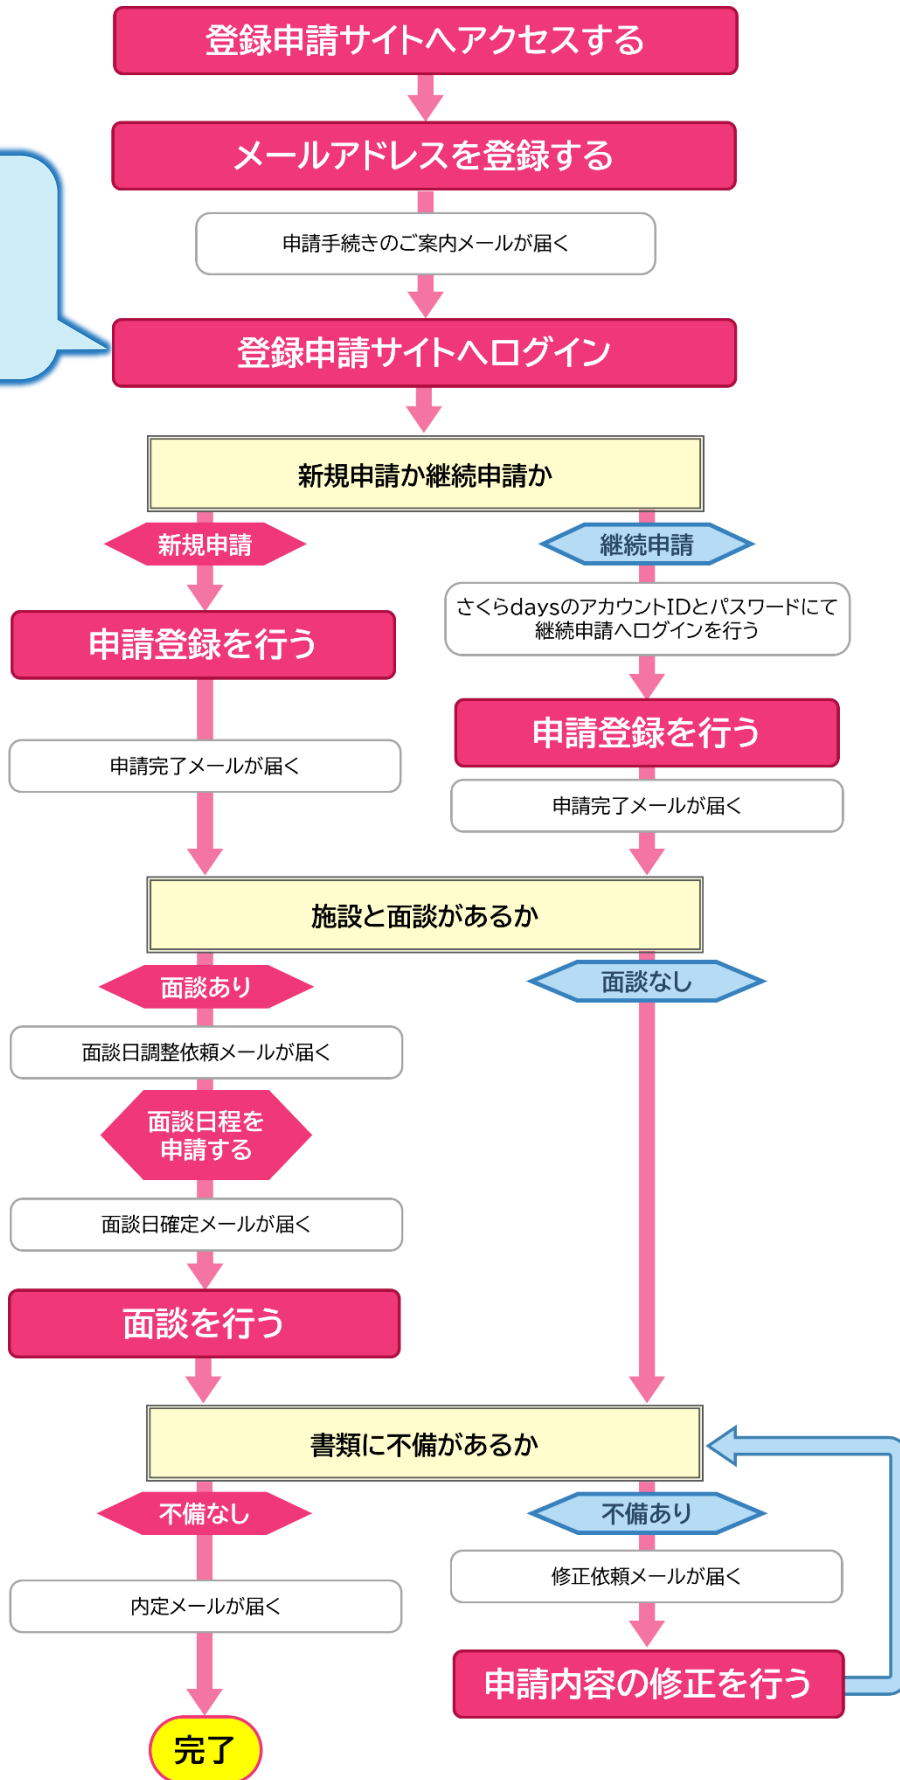 登録申請サイトへアクセスする
メールアドレスを登録する
申請手続きのご案内メールが届く
登録申請サイトへログイン
新規申請か継続申請か
新規申請
継続申請
さくらdaysのアカウントIDとパスワードにて
継続申請へログインを行う
申請登録を行う
申請登録を行う
申請完了メールが届く
申請完了メールが届く
施設と面談があるか
面談あり
面談なし
面談日調整依頼メールが届く
面談日程を
申請する
面談日確定メールが届く
面談を行う
書類に不備があるか
不備なし
不備あり
修正依頼メールが届く
内定メールが届く
申請内容の修正を行う
完了